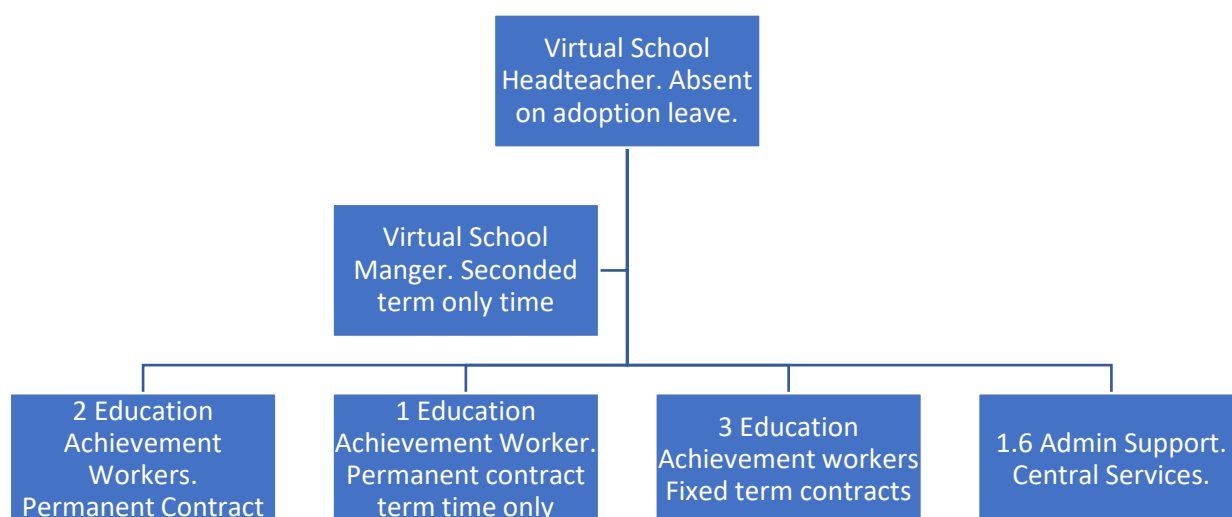 Virtual School
Headteacher. Absent
on adoption leave.
Virtual School
Manger. Seconded
term only time
2 Education
Achievement
Workers.
Permanent Contract
1 Education
Achievement Worker.
Permanent contract
term time only
3 Education
Achievement workers
Fixed term contracts
1.6 Admin Support.
Central Services.